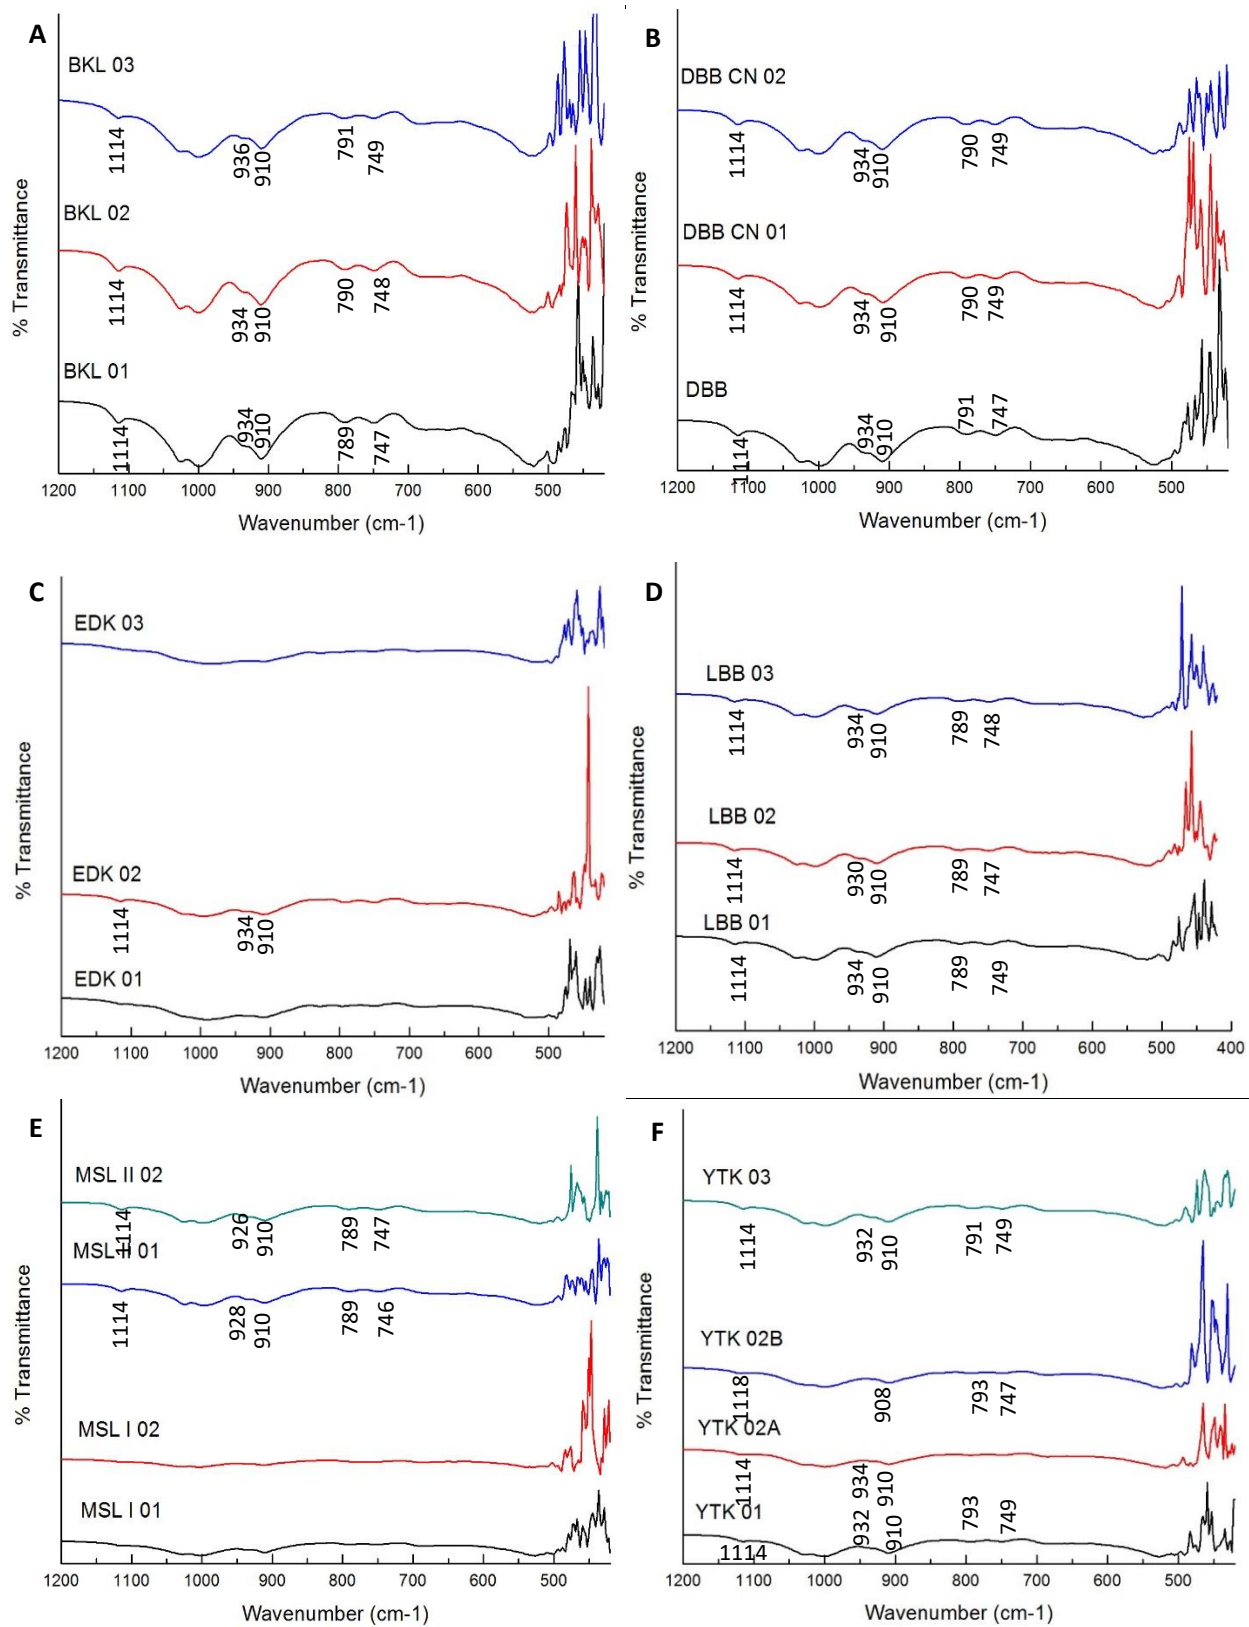 A
BKL 03
1114
936
910
791
749
BKL 02
1114
934
910
790
748
BKL 01
1114
934
910
789
747
% Transmittance
1200 1100 1000 900 800 700 600 500
Wavenumber (cm-1)
B
DBB CN 02
1114
934
910
790
749
DBB CN 01
1114
934
910
790
749
DBB
1114
934
910
791
747
% Transmittance
1200 1100 1000 900 800 700 600 500
Wavenumber (cm-1)
C
EDK 03
EDK 02
1114
934
910
EDK 01
% Transmittance
1200 1100 1000 900 800 700 600 500
Wavenumber (cm-1)
D
LBB 03
1114
934
910
789
748
LBB 02
1114
930
910
789
747
LBB 01
1114
934
910
789
749
% Transmittance
1200 1100 1000 900 800 700 600 500 400
Wavenumber (cm-1)
E
MSL II 02
1114
926
910
789
747
MSL II 01
1114
928
910
789
746
MSL I 02
MSL I 01
% Transmittance
1200 1100 1000 900 800 700 600 500
Wavenumber (cm-1)
F
YTK 03
1114
932
910
791
749
YTK 02B
1118
908
793
747
YTK 02A
1114
934
910
YTK 01
1114
932
910
793
749
% Transmittance
1200 1100 1000 900 800 700 600 500
Wavenumber (cm-1)